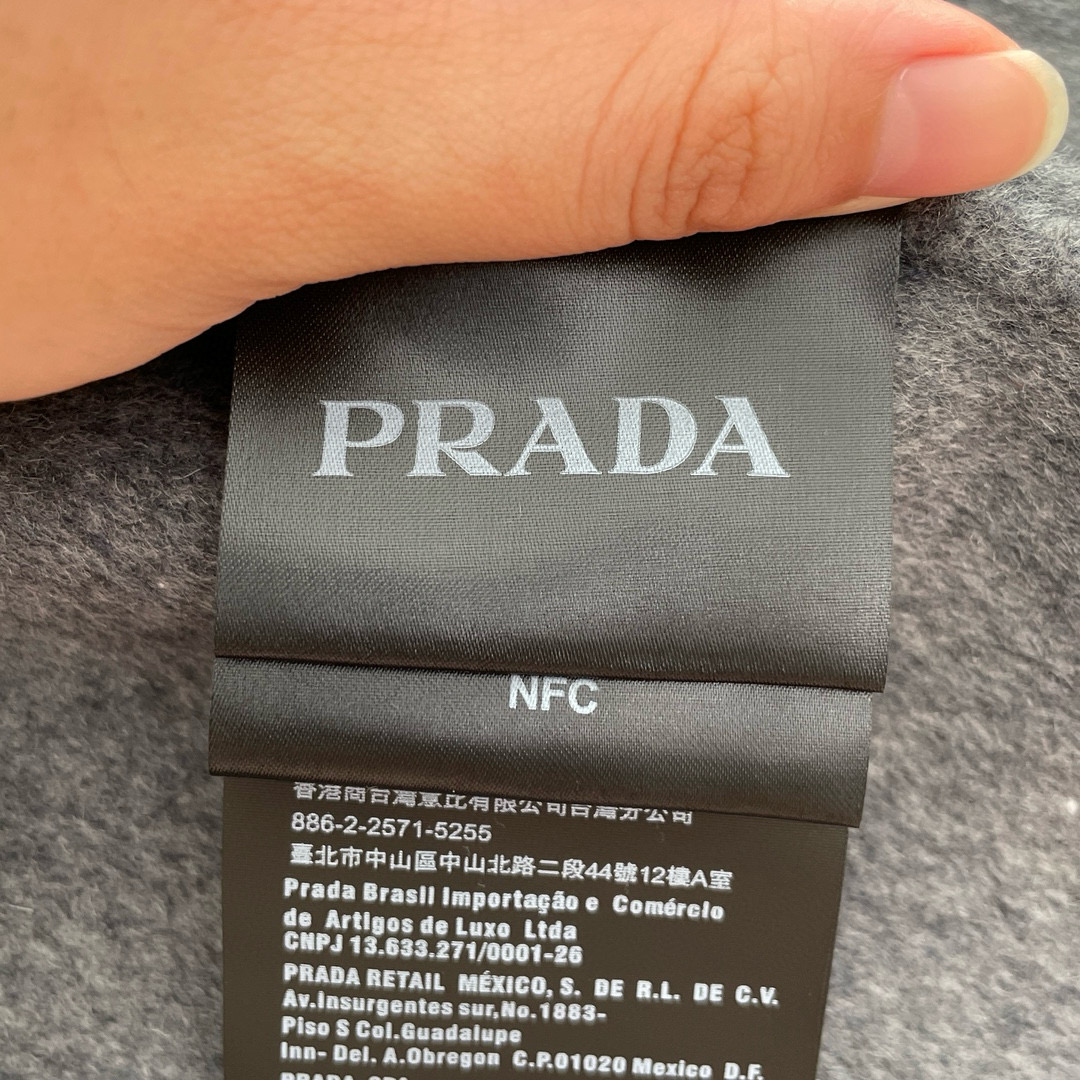 PRADA
NFC
香港商台灣意比有限公司台灣分公司
886-2-2571-5255
臺北市中山區中山北路二段44號12樓A室
Prada Brasil Importação e Comércio
de Artigos de Luxo Ltda
CNPJ 13.633.271/0001-26
PRADA RETAIL MÉXICO, S. DE R.L. DE C.V.
Av.Insurgentes sur,No.1883-
Piso S Col.Guadalupe
Inn- Del. A.Obregon C.P.01020 Mexico D.F.
PRADA